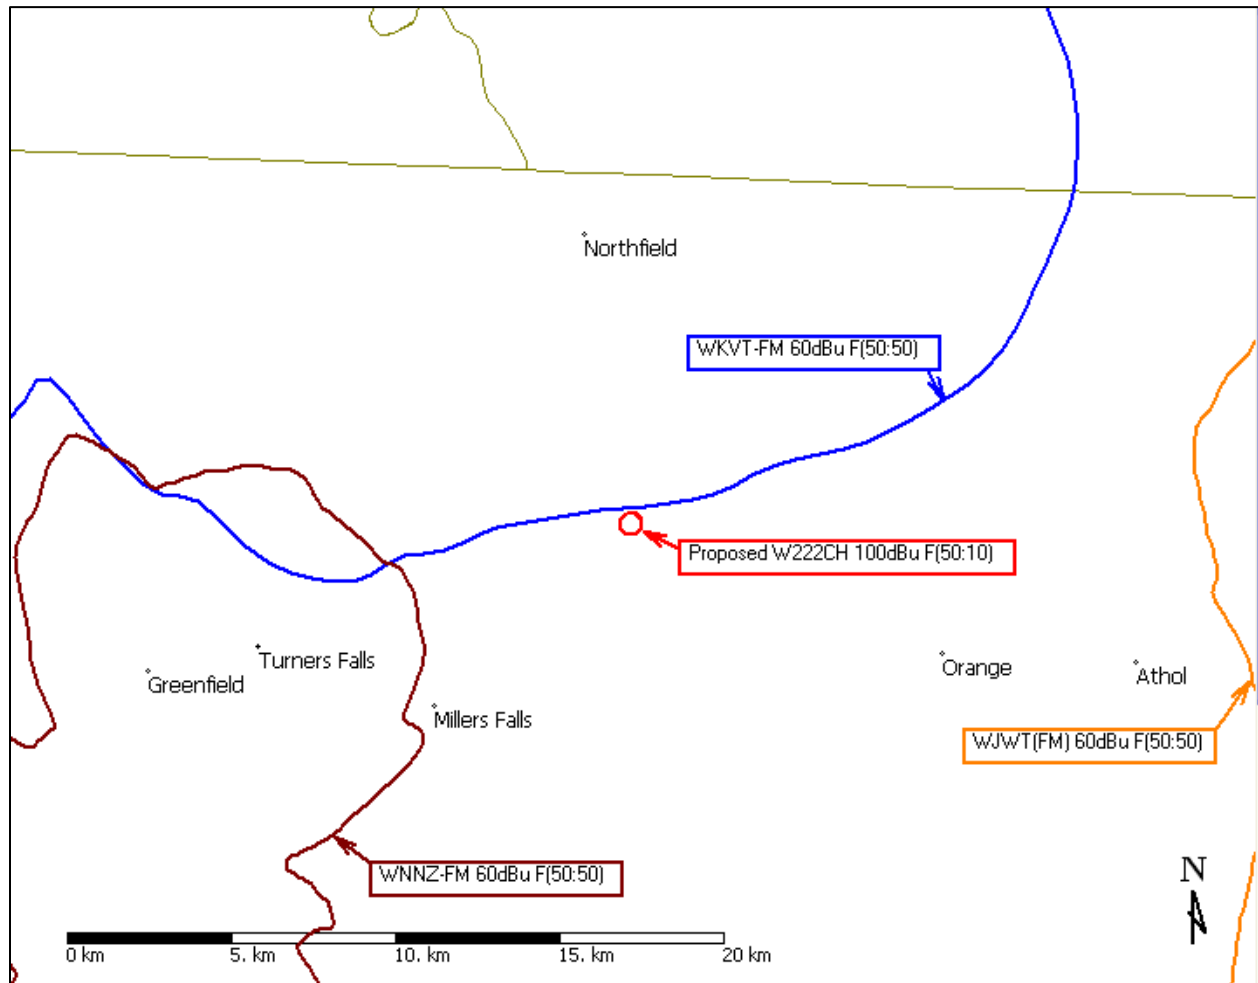 Northfield
WKVT-FM 60dBu F(50:50)
Proposed W222CH 100dBu F(50:10)
Turners Falls
Greenfield
Orange
Athol
Millers Falls
WJWT(FM) 60dBu F(50:50)
WNNZ-FM 60dBu F(50:50)
N
0 km 5. km 10. km 15. km 20 km